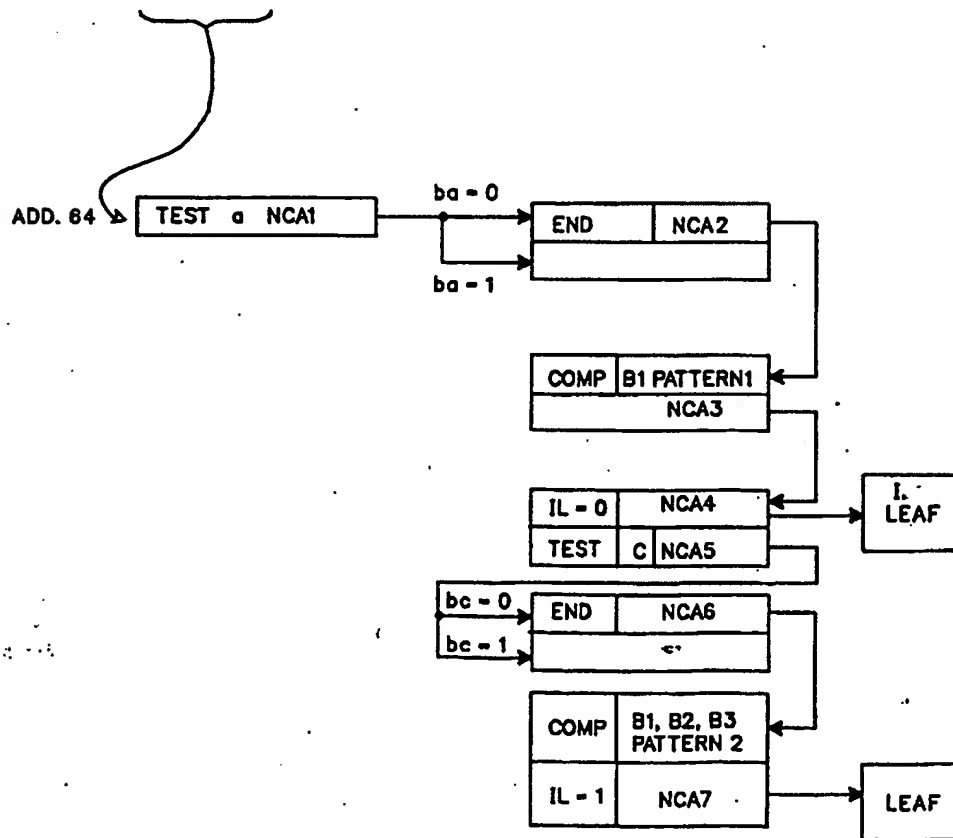 ba = 0
ADD. 64 TEST a NCA1
END NCA2
ba = 1
COMP B1 PATTERN1
NCA3
IL = 0 NCA4
I. LEAF
TEST C NCA5
bc = 0
END NCA6
bc = 1
COMP B1, B2, B3
PATTERN 2
IL = 1 NCA7
LEAF